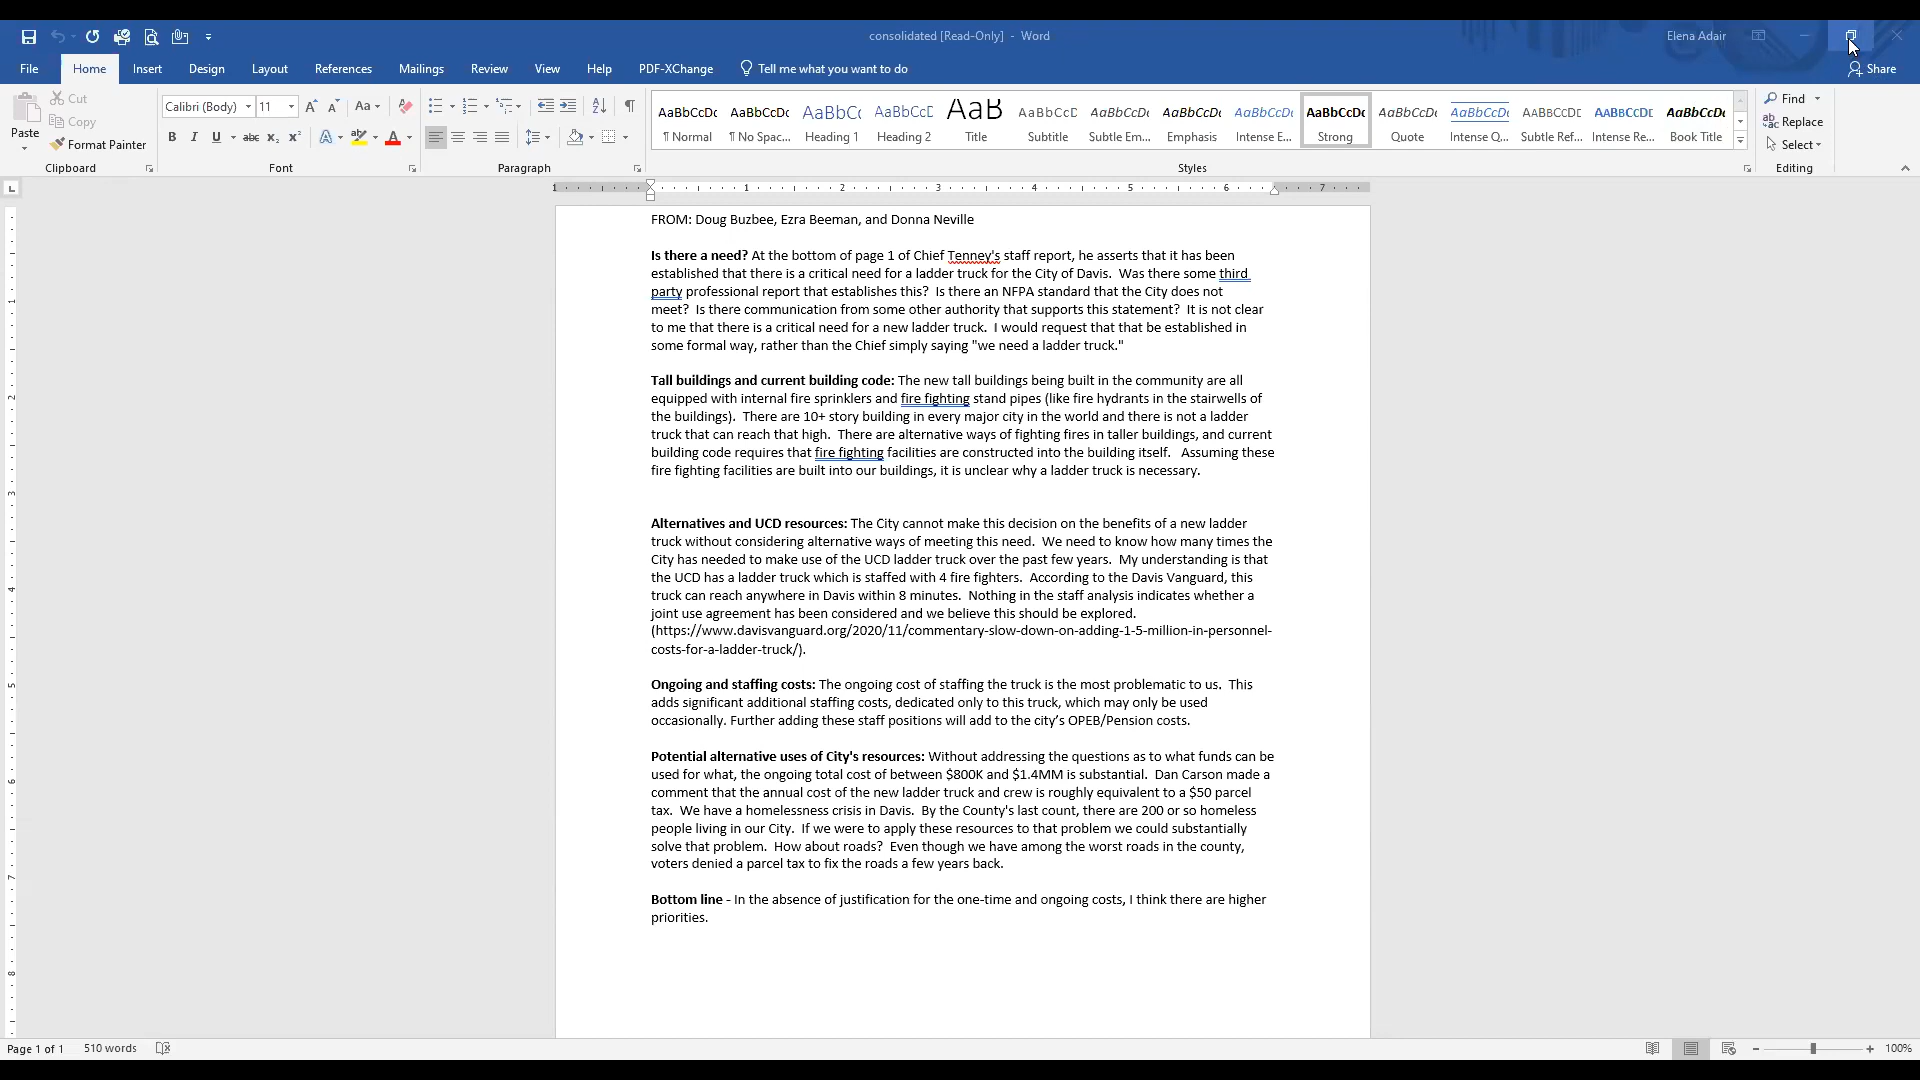 consolidated [Read-Only] - Word
Elena Adair
File Home Insert Design Layout References Mailings Review View Help PDF-XChange Tell me what you want to do Share
Paste
Cut
Copy
Format Painter
Clipboard
Calibri (Body) 11
Font
Paragraph
AaBbCcDc AaBbCcDc AaBbCc AaBbCcD AaB AaBbCcD AaBbCcDc AaBbCcDc AaBbCcDc AaBbCcDc AaBbCcDc AaBbCcDc AaBbCcDc AaBbCcDc AaBbCcDc
¶ Normal ¶ No Spac... Heading 1 Heading 2 Title Subtitle Subtle Em... Emphasis Intense E... Strong Quote Intense Q... Subtle Ref... Intense Re... Book Title
Styles
Find
Replace
Select
Editing
1 1 2 3 4 5 6 7
FROM: Doug Buzbee, Ezra Beeman, and Donna Neville
Is there a need? At the bottom of page 1 of Chief Tenney's staff report, he asserts that it has been
established that there is a critical need for a ladder truck for the City of Davis.  Was there some third
party professional report that establishes this?  Is there an NFPA standard that the City does not
meet?  Is there communication from some other authority that supports this statement?  It is not clear
to me that there is a critical need for a new ladder truck.  I would request that that be established in
some formal way, rather than the Chief simply saying "we need a ladder truck."
Tall buildings and current building code: The new tall buildings being built in the community are all
equipped with internal fire sprinklers and fire fighting stand pipes (like fire hydrants in the stairwells of
the buildings).  There are 10+ story building in every major city in the world and there is not a ladder
truck that can reach that high.  There are alternative ways of fighting fires in taller buildings, and current
building code requires that fire fighting facilities are constructed into the building itself.   Assuming these
fire fighting facilities are built into our buildings, it is unclear why a ladder truck is necessary.
Alternatives and UCD resources: The City cannot make this decision on the benefits of a new ladder
truck without considering alternative ways of meeting this need.  We need to know how many times the
City has needed to make use of the UCD ladder truck over the past few years.  My understanding is that
the UCD has a ladder truck which is staffed with 4 fire fighters.  According to the Davis Vanguard, this
truck can reach anywhere in Davis within 8 minutes.  Nothing in the staff analysis indicates whether a
joint use agreement has been considered and we believe this should be explored.
(https://www.davisvanguard.org/2020/11/commentary-slow-down-on-adding-1-5-million-in-personnel-
costs-for-a-ladder-truck/).
Ongoing and staffing costs: The ongoing cost of staffing the truck is the most problematic to us.  This
adds significant additional staffing costs, dedicated only to this truck, which may only be used
occasionally. Further adding these staff positions will add to the city’s OPEB/Pension costs.
Potential alternative uses of City's resources: Without addressing the questions as to what funds can be
used for what, the ongoing total cost of between $800K and $1.4MM is substantial.  Dan Carson made a
comment that the annual cost of the new ladder truck and crew is roughly equivalent to a $50 parcel
tax.  We have a homelessness crisis in Davis.  By the County's last count, there are 200 or so homeless
people living in our City.  If we were to apply these resources to that problem we could substantially
solve that problem.  How about roads?  Even though we have among the worst roads in the county,
voters denied a parcel tax to fix the roads a few years back.
Bottom line - In the absence of justification for the one-time and ongoing costs, I think there are higher
priorities.
Page 1 of 1 510 words 100%